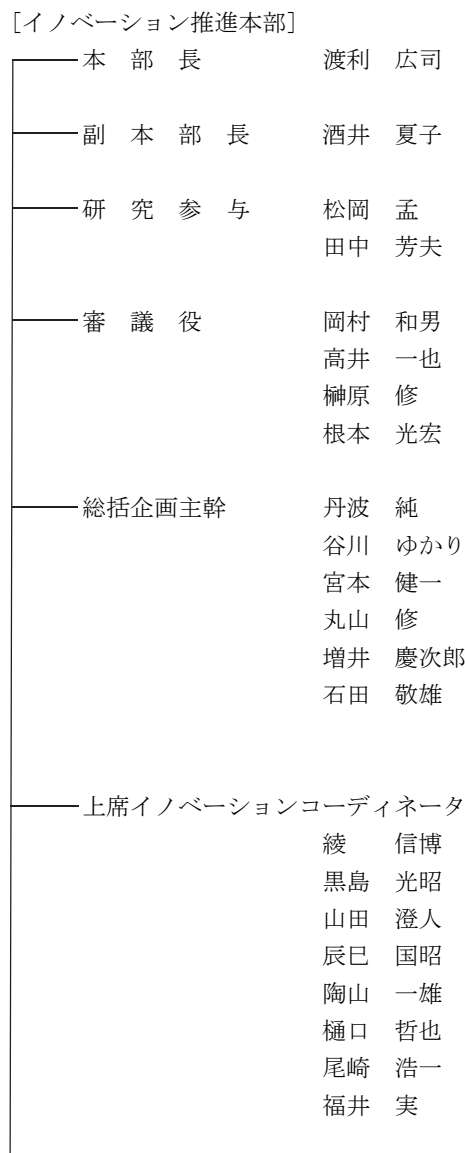 [イノベーション推進本部]
本部長 渡利 広司
副本部長 酒井 夏子
研究参与 松岡 孟
田中 芳夫
審議役 岡村 和男
高井 一也
榊原 修
根本 光宏
総括企画主幹 丹波 純
谷川 ゆかり
宮本 健一
丸山 修
増井 慶次郎
石田 敬雄
上席イノベーションコーディネータ
綾 信博
黒島 光昭
山田 澄人
辰巳 国昭
陶山 一雄
樋口 哲也
尾崎 浩一
福井 実